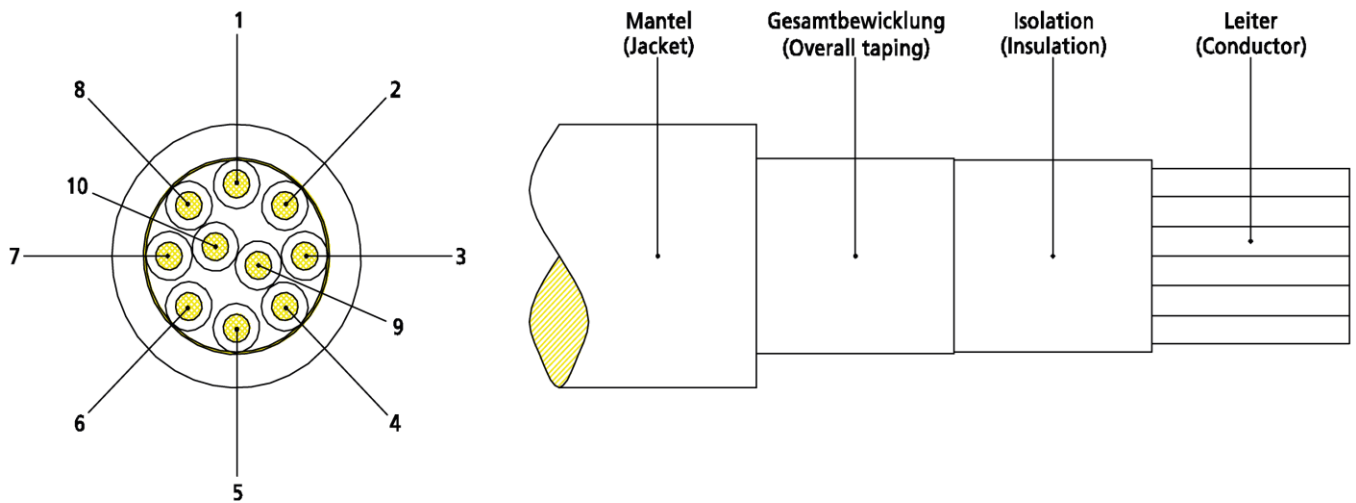 1
8
2
10
7
3
9
6
4
5
Mantel
(Jacket)
Gesamtbewicklung
(Overall taping)
Isolation
(Insulation)
Leiter
(Conductor)